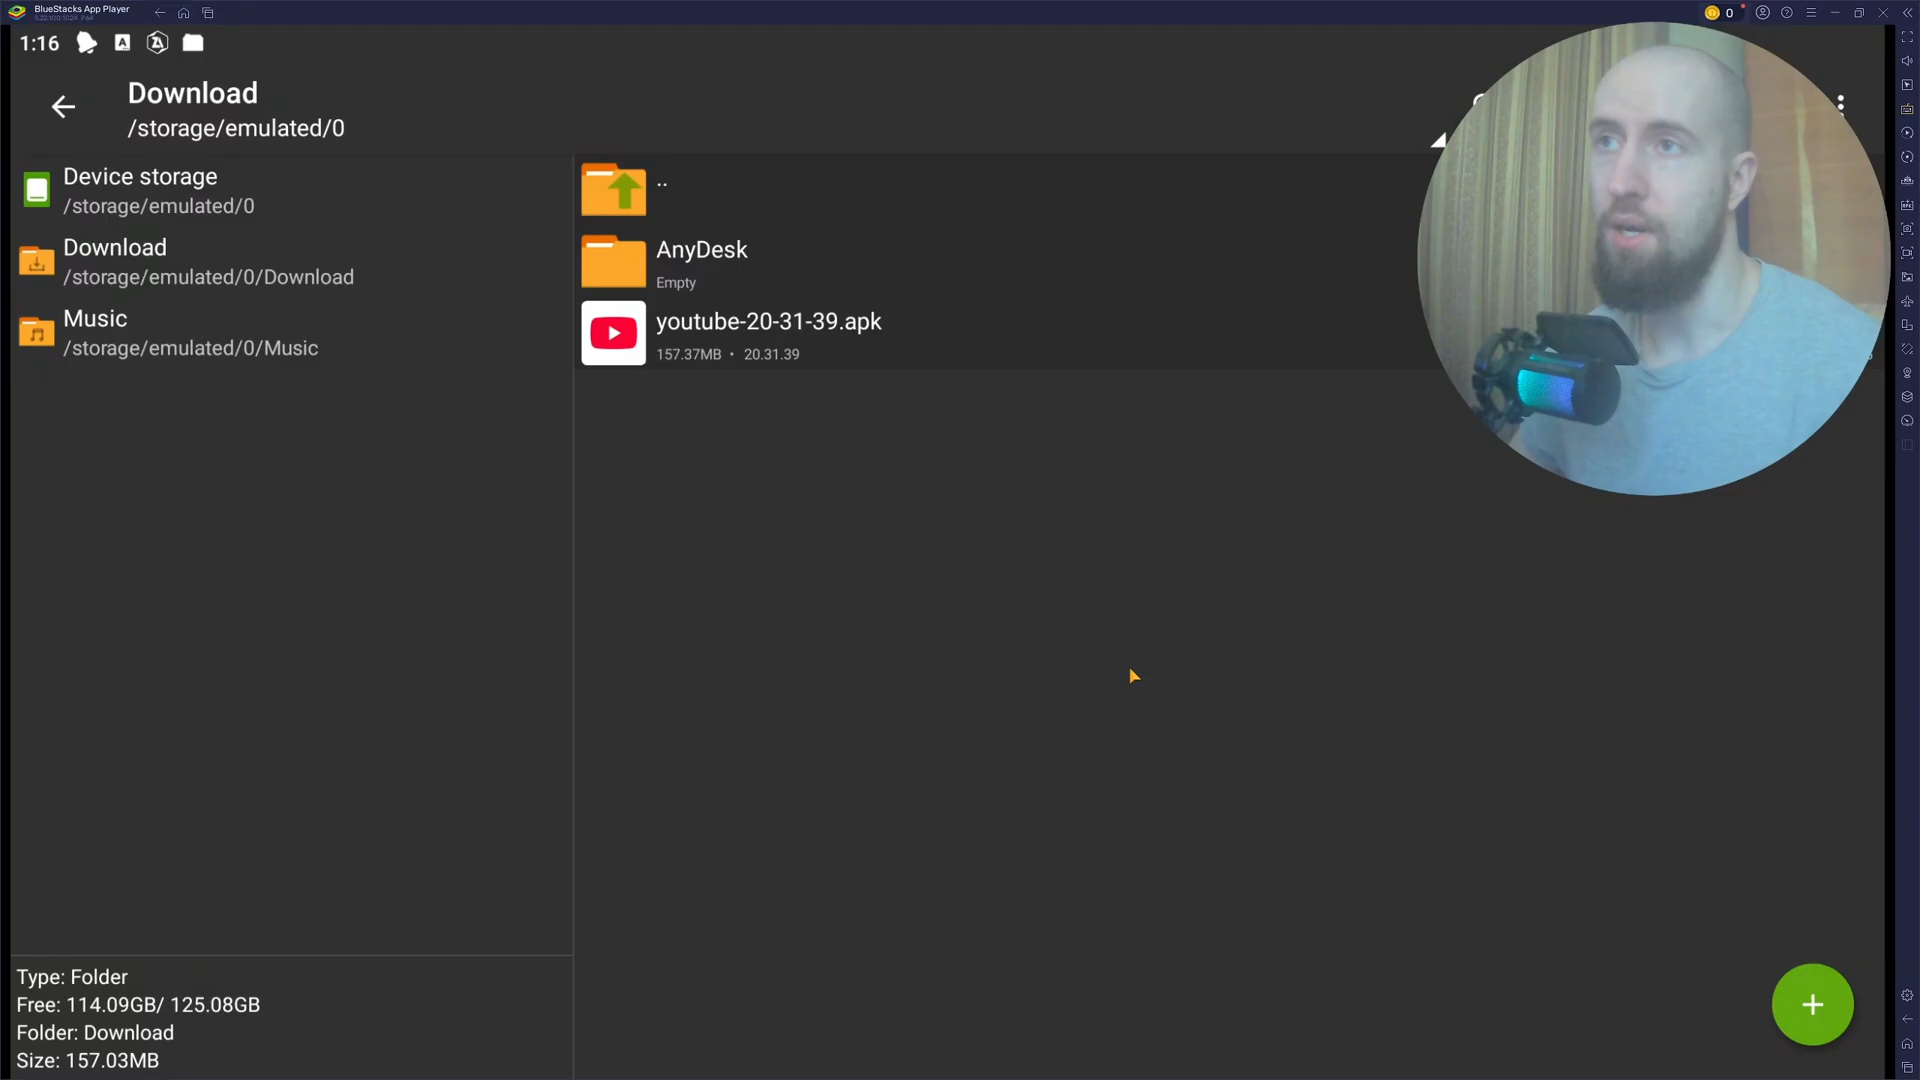 BlueStacks App Player
0
1:16
Download
/storage/emulated/0
Device storage
/storage/emulated/0
Download
/storage/emulated/0/Download
Music
/storage/emulated/0/Music
..
AnyDesk
Empty
youtube-20-31-39.apk
157.37MB • 20.31.39
Type: Folder
Free: 114.09GB/ 125.08GB
Folder: Download
Size: 157.03MB